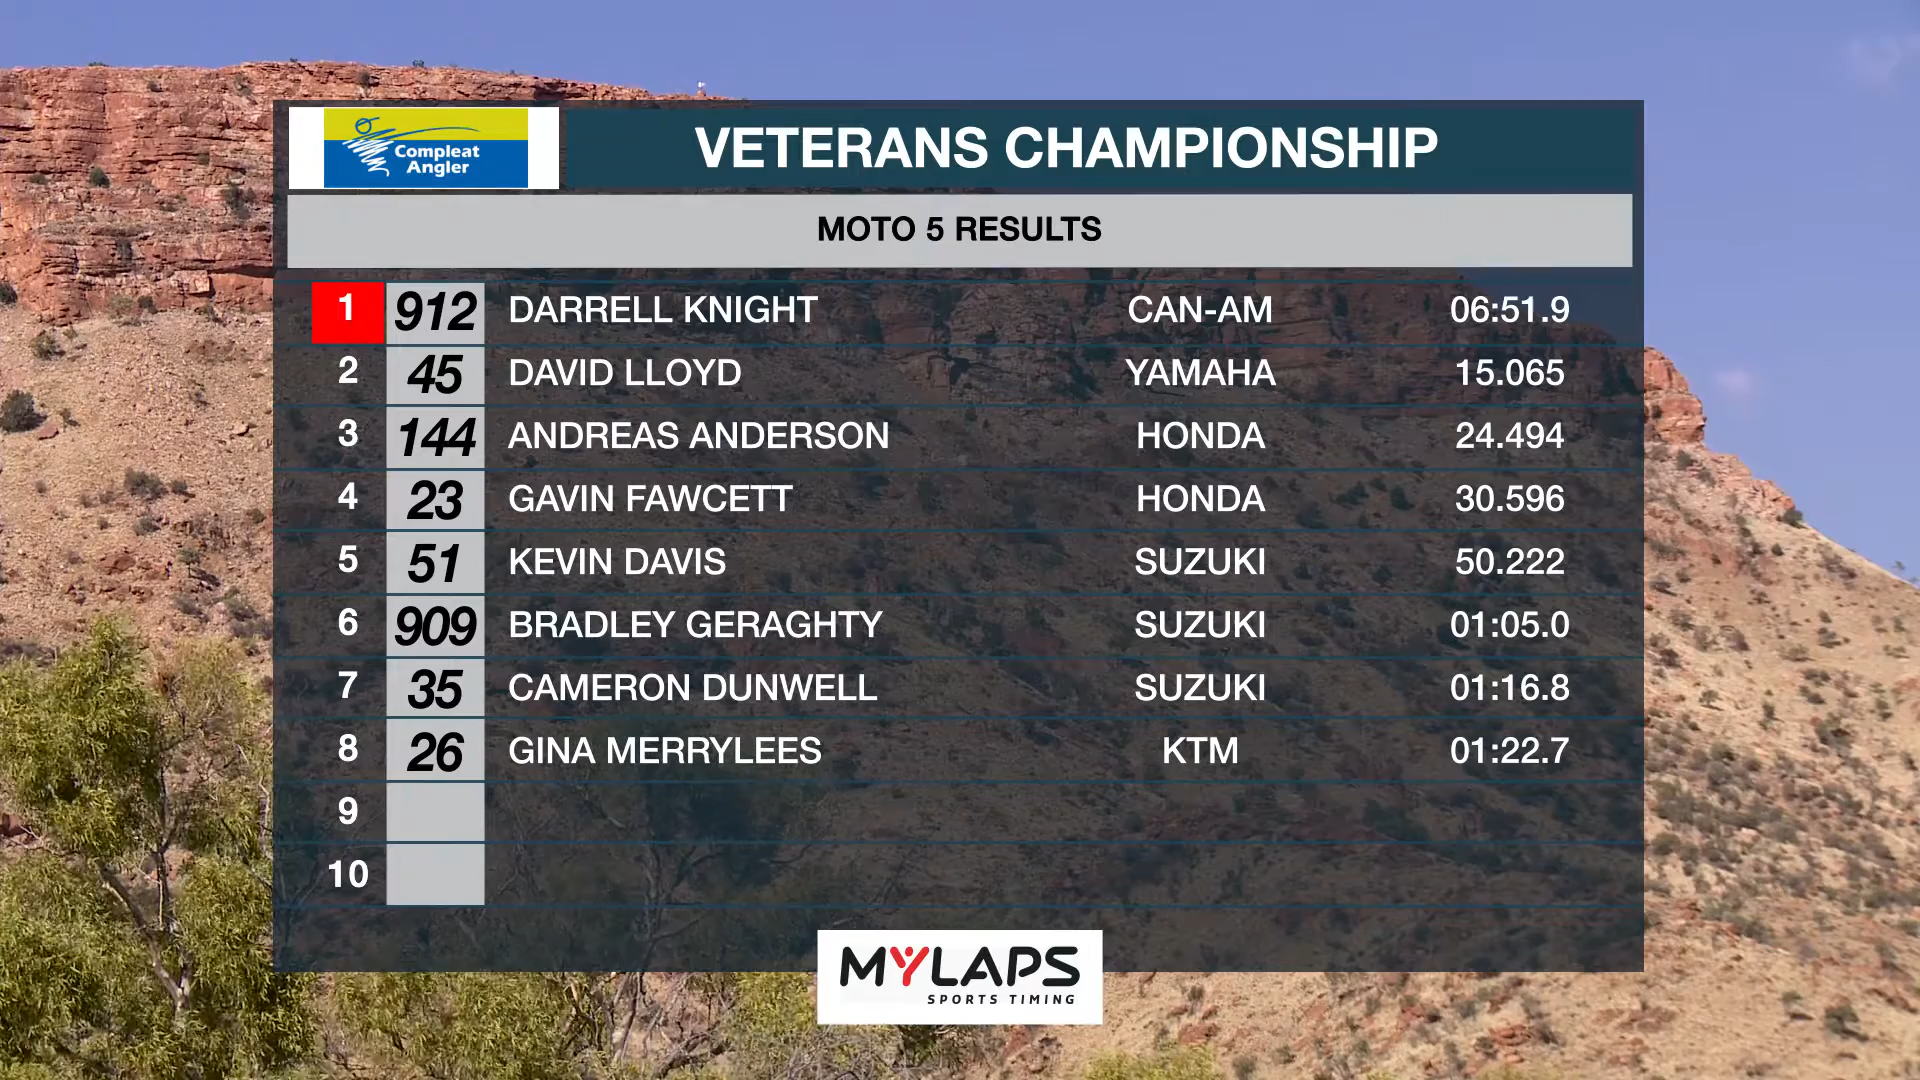 Compleat
Angler
VETERANS CHAMPIONSHIP
MOTO 5 RESULTS
1 912 DARRELL KNIGHT CAN-AM 06:51.9
2 45 DAVID LLOYD YAMAHA 15.065
3 144 ANDREAS ANDERSON HONDA 24.494
4 23 GAVIN FAWCETT HONDA 30.596
5 51 KEVIN DAVIS SUZUKI 50.222
6 909 BRADLEY GERAGHTY SUZUKI 01:05.0
7 35 CAMERON DUNWELL SUZUKI 01:16.8
8 26 GINA MERRYLEES KTM 01:22.7
9
10
MYLAPS
SPORTS TIMING